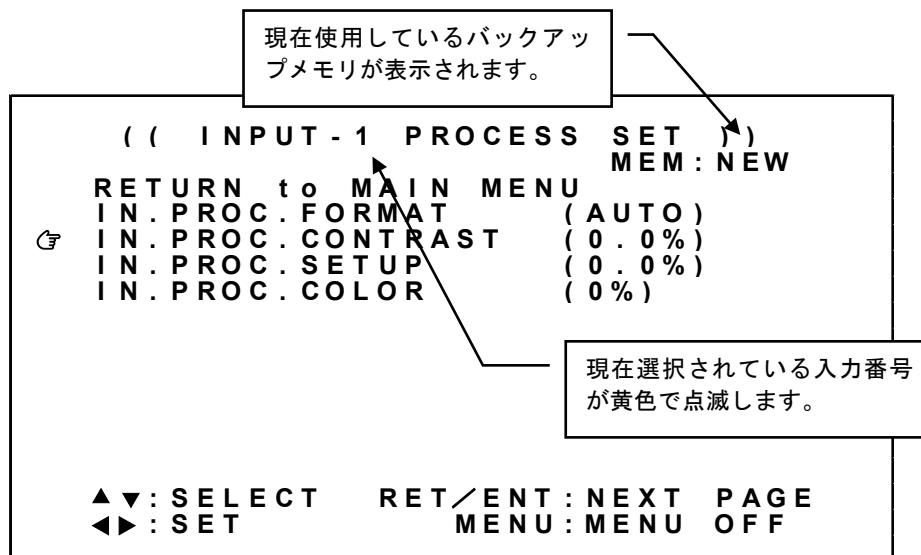 現在使用しているバックアッ
プメモリが表示されます。
(( INPUT-1 PROCESS SET ))
MEM:NEW
RETURN to MAIN MENU
IN.PROC.FORMAT (AUTO)
☞ IN.PROC.CONTRAST (0.0%)
IN.PROC.SETUP (0.0%)
IN.PROC.COLOR (0%)
現在選択されている入力番号
が黄色で点滅します。
▲▼:SELECT RET/ENT:NEXT PAGE
◀▶:SET MENU:MENU OFF